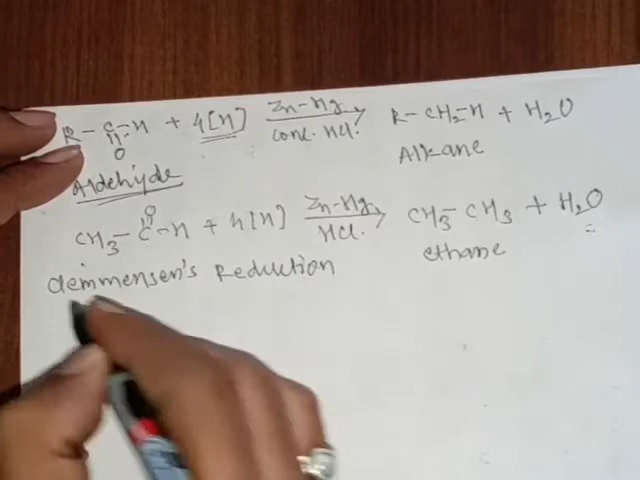 R-C-H + 4[H] Zn-Hg conc. HCl. R-CH2-H + H2O
O
Aldehyde Alkane
O
CH3-C-H + 4[H] Zn-Hg HCl. CH3-CH3 + H2O
clemmensen's Reduction ethane